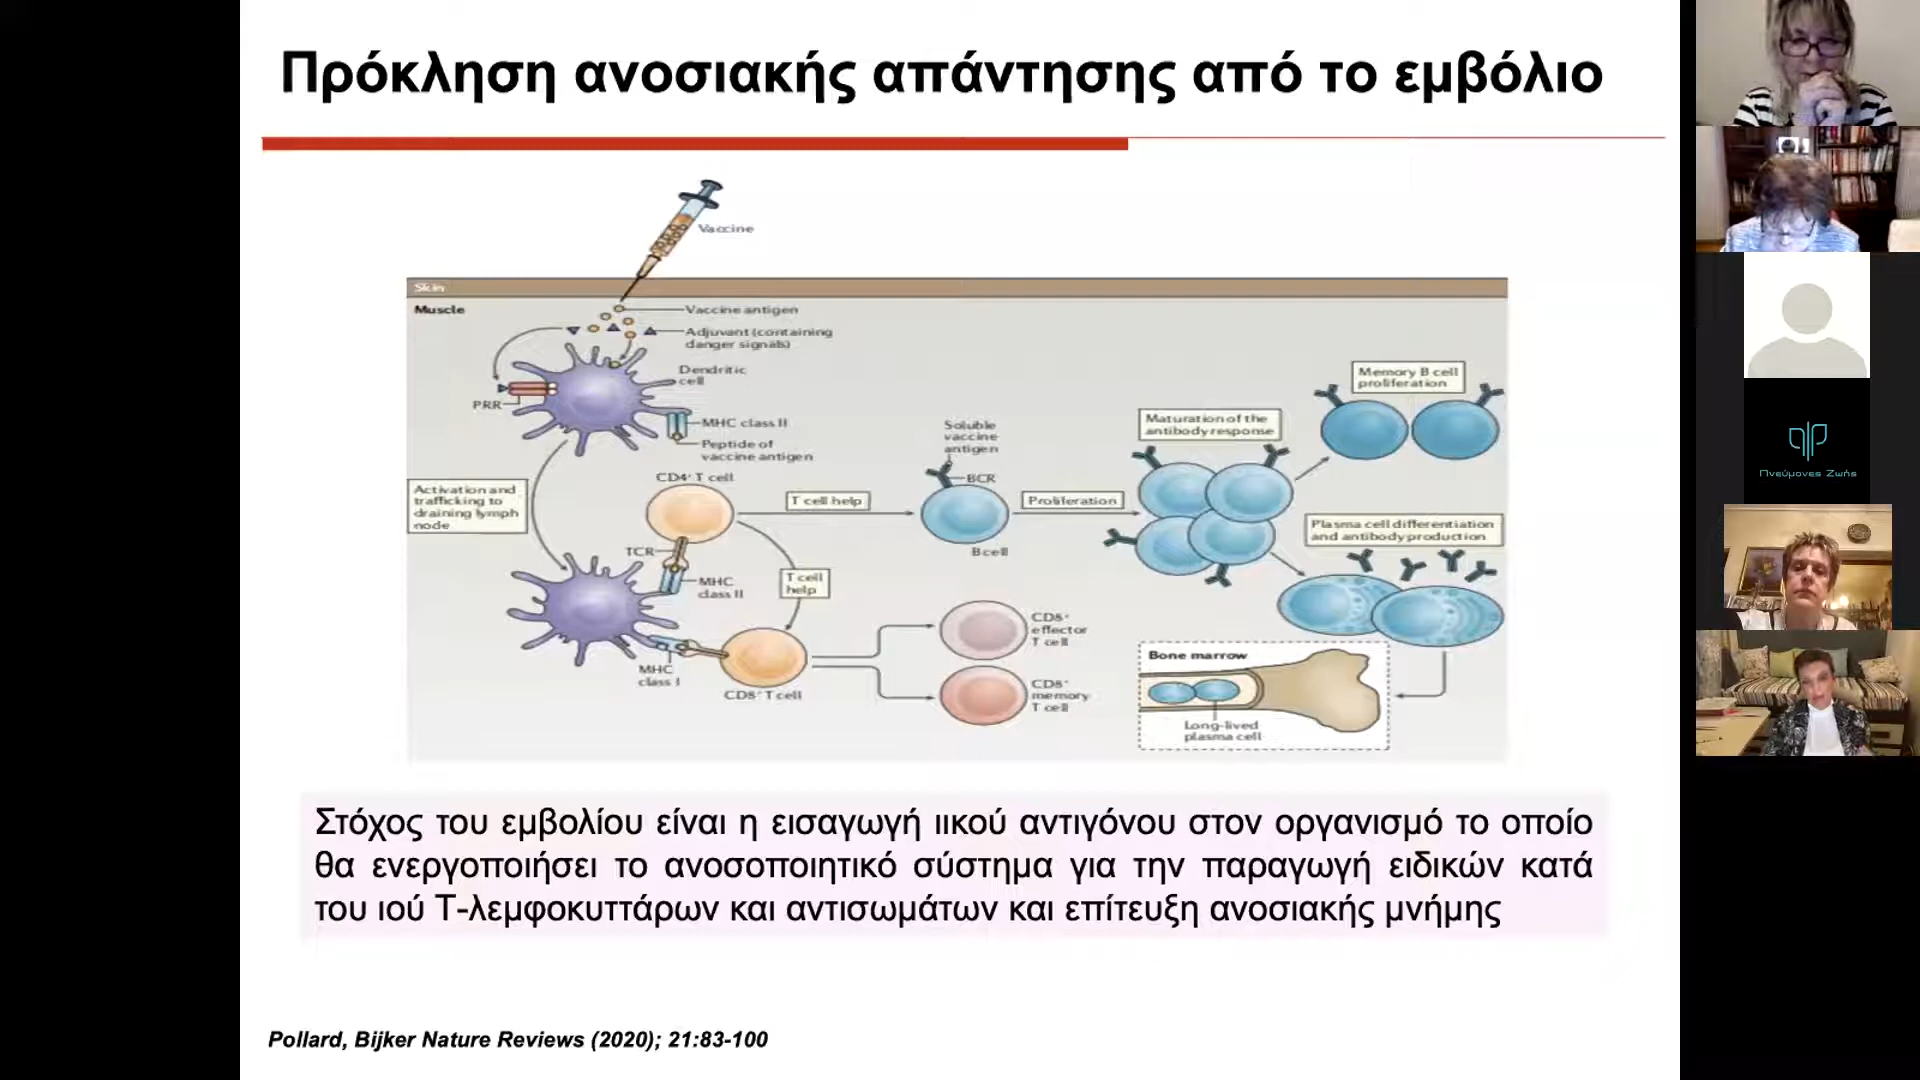 Πρόκληση ανοσιακής απάντησης από το εμβόλιο
Vaccine
Skin
Muscle
Vaccine antigen
Adjuvant (containing
danger signals)
Dendritic
cell
PRR
MHC class II
Peptide of
vaccine antigen
Activation and
trafficking to
draining lymph
node
CD4⁺ T cell
T cell help
Soluble
vaccine
antigen
BCR
B cell
Proliferation
Maturation of the
antibody response
Memory B cell
proliferation
Plasma cell differentiation
and antibody production
TCR
MHC
class II
T cell
help
MHC
class I
CD8⁺ T cell
CD8⁺
effector
T cell
CD8⁺
memory
T cell
Bone marrow
Long-lived
plasma cell
Στόχος του εμβολίου είναι η εισαγωγή ιικού αντιγόνου στον οργανισμό το οποίο
θα ενεργοποιήσει το ανοσοποιητικό σύστημα για την παραγωγή ειδικών κατά
του ιού Τ-λεμφοκυττάρων και αντισωμάτων και επίτευξη ανοσιακής μνήμης
Pollard, Bijker Nature Reviews (2020); 21:83-100
Πνεύμονες Ζωής